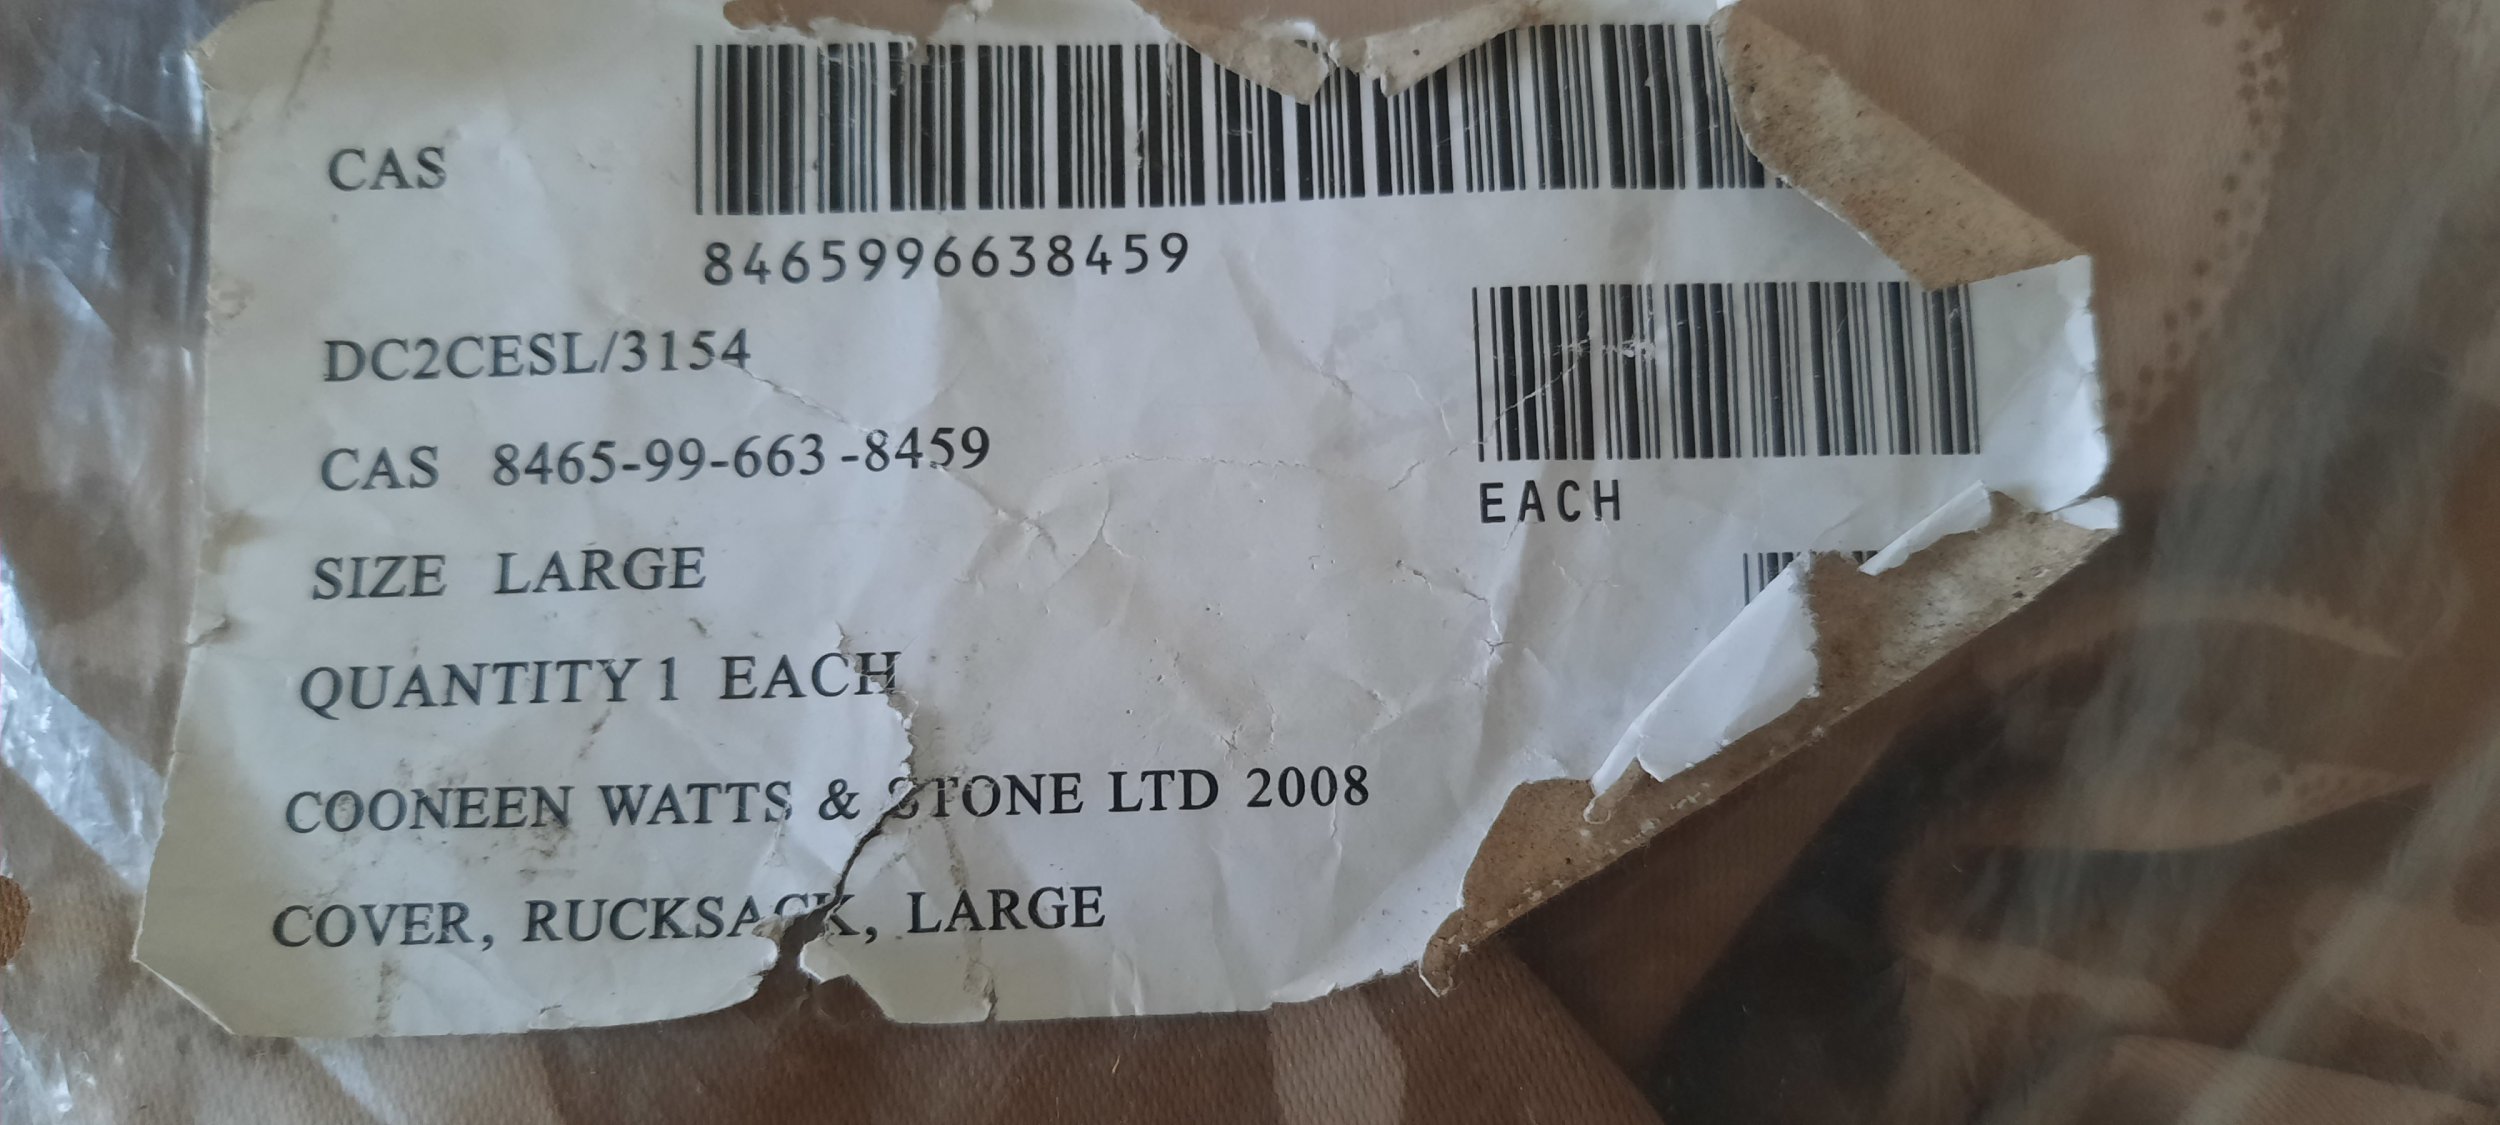 CAS
8465996638459
DC2CESL/3154
CAS 8465-99-663-8459
EACH
SIZE LARGE
QUANTITY 1 EACH
COONEEN WATTS & STONE LTD 2008
COVER, RUCKSACK, LARGE